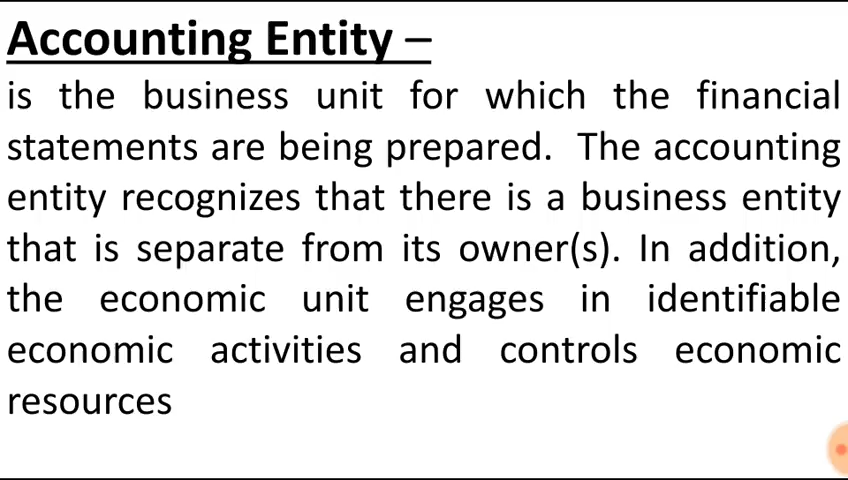 Accounting Entity –
is the business unit for which the financial
statements are being prepared. The accounting
entity recognizes that there is a business entity
that is separate from its owner(s). In addition,
the economic unit engages in identifiable
economic activities and controls economic
resources